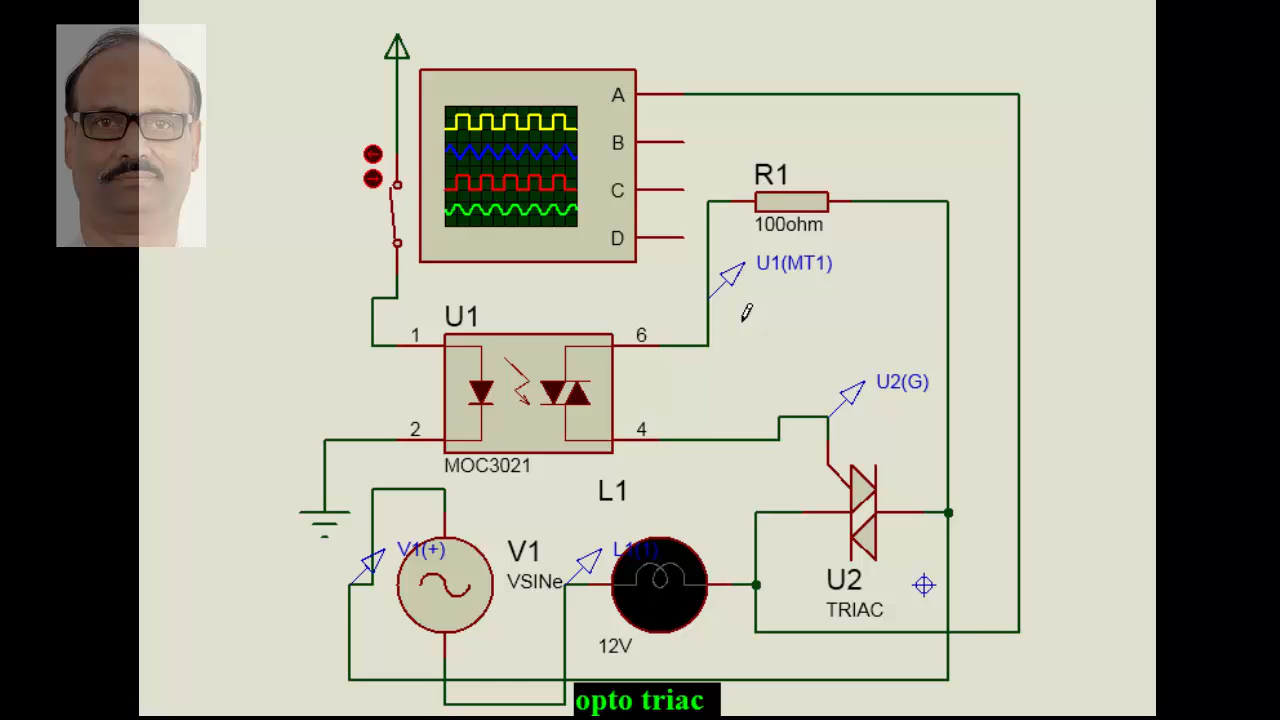 A
B
C
D
R1
100ohm
U1(MT1)
U1
1
6
2
4
MOC3021
U2(G)
L1
V1(+)
V1
VSINe
L1(1)
12V
U2
TRIAC
opto triac